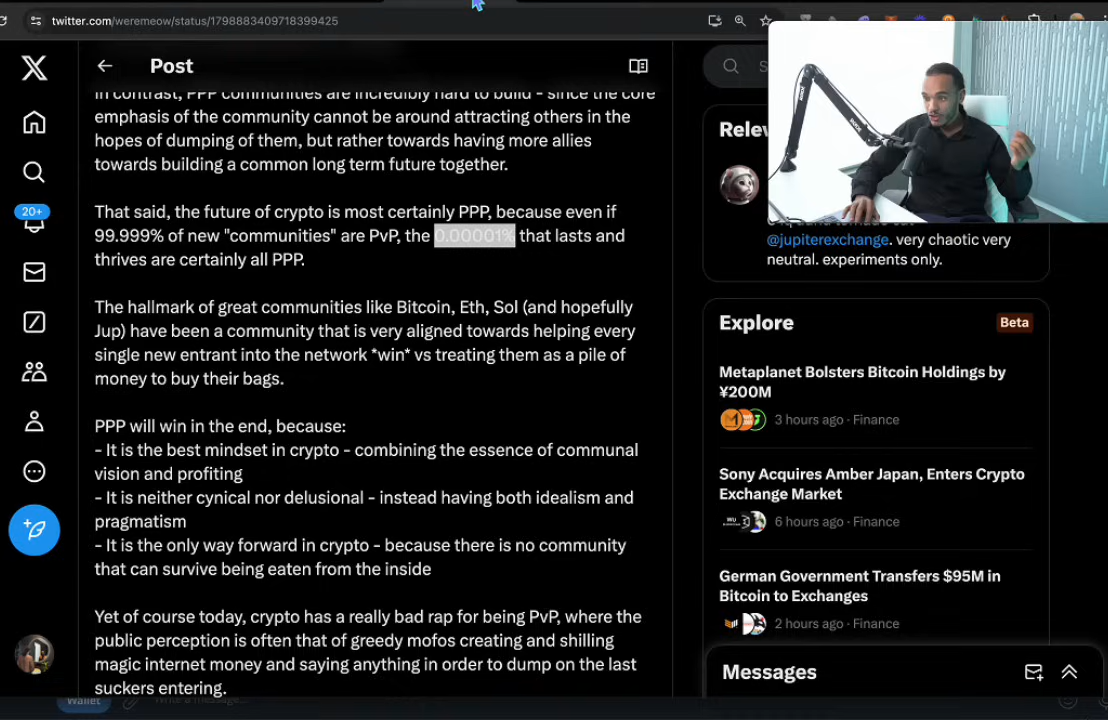 twitter.com/weremeow/status/1798883409718399425
Post
in contrast, PPP communities are incredibly hard to build - since the core
emphasis of the community cannot be around attracting others in the
hopes of dumping of them, but rather towards having more allies
towards building a common long term future together.
That said, the future of crypto is most certainly PPP, because even if
99.999% of new "communities" are PvP, the 0.00001% that lasts and
thrives are certainly all PPP.
The hallmark of great communities like Bitcoin, Eth, Sol (and hopefully
Jup) have been a community that is very aligned towards helping every
single new entrant into the network *win* vs treating them as a pile of
money to buy their bags.
PPP will win in the end, because:
- It is the best mindset in crypto - combining the essence of communal
vision and profiting
- It is neither cynical nor delusional - instead having both idealism and
pragmatism
- It is the only way forward in crypto - because there is no community
that can survive being eaten from the inside
Yet of course today, crypto has a really bad rap for being PvP, where the
public perception is often that of greedy mofos creating and shilling
magic internet money and saying anything in order to dump on the last
suckers entering.
20+
S
Relev
@jupiterexchange. very chaotic very
neutral. experiments only.
Explore
Beta
Metaplanet Bolsters Bitcoin Holdings by
¥200M
3 hours ago · Finance
Sony Acquires Amber Japan, Enters Crypto
Exchange Market
6 hours ago · Finance
German Government Transfers $95M in
Bitcoin to Exchanges
2 hours ago · Finance
Messages
Wallet
Write a message...